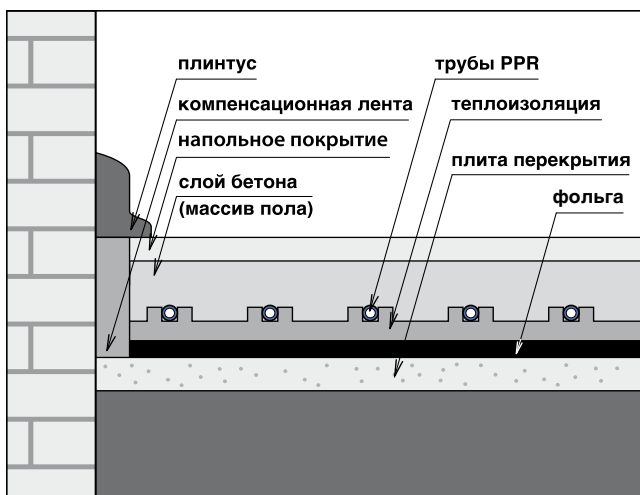 плинтус
компенсационная лента
напольное покрытие
слой бетона
(массив пола)
трубы PPR
теплоизоляция
плита перекрытия
фольга